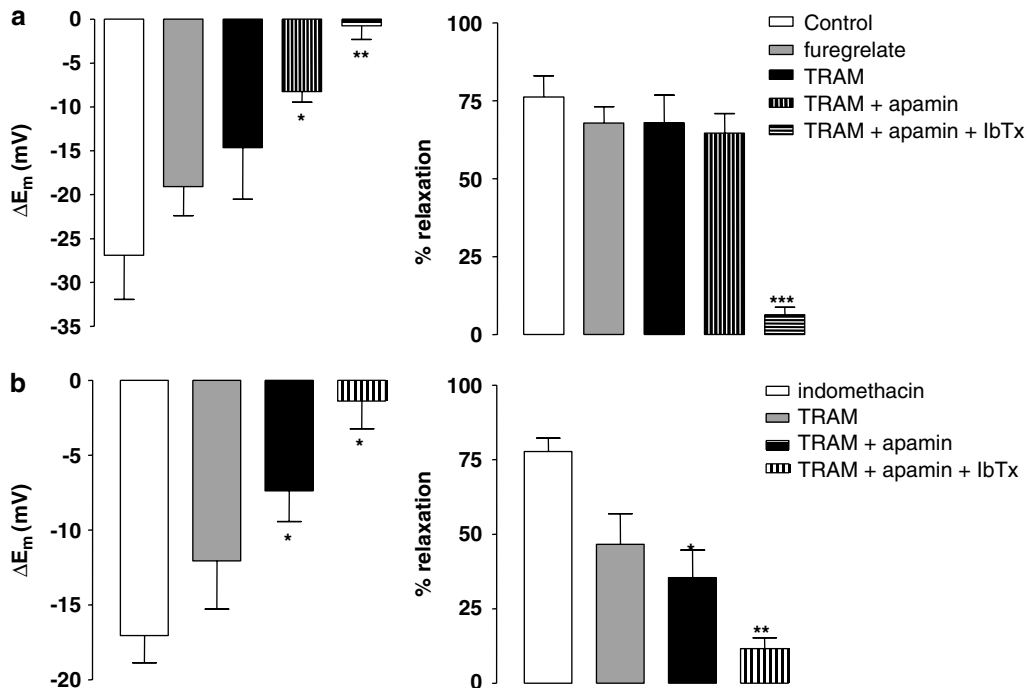 a
0
-5
-10
-15
-20
-25
-30
-35
ΔEm (mV)
*
**
100
75
50
25
0
% relaxation
***
Control
furegrelate
TRAM
TRAM + apamin
TRAM + apamin + IbTx
b
0
-5
-10
-15
-20
ΔEm (mV)
*
*
100
75
50
25
0
% relaxation
*
**
indomethacin
TRAM
TRAM + apamin
TRAM + apamin + IbTx